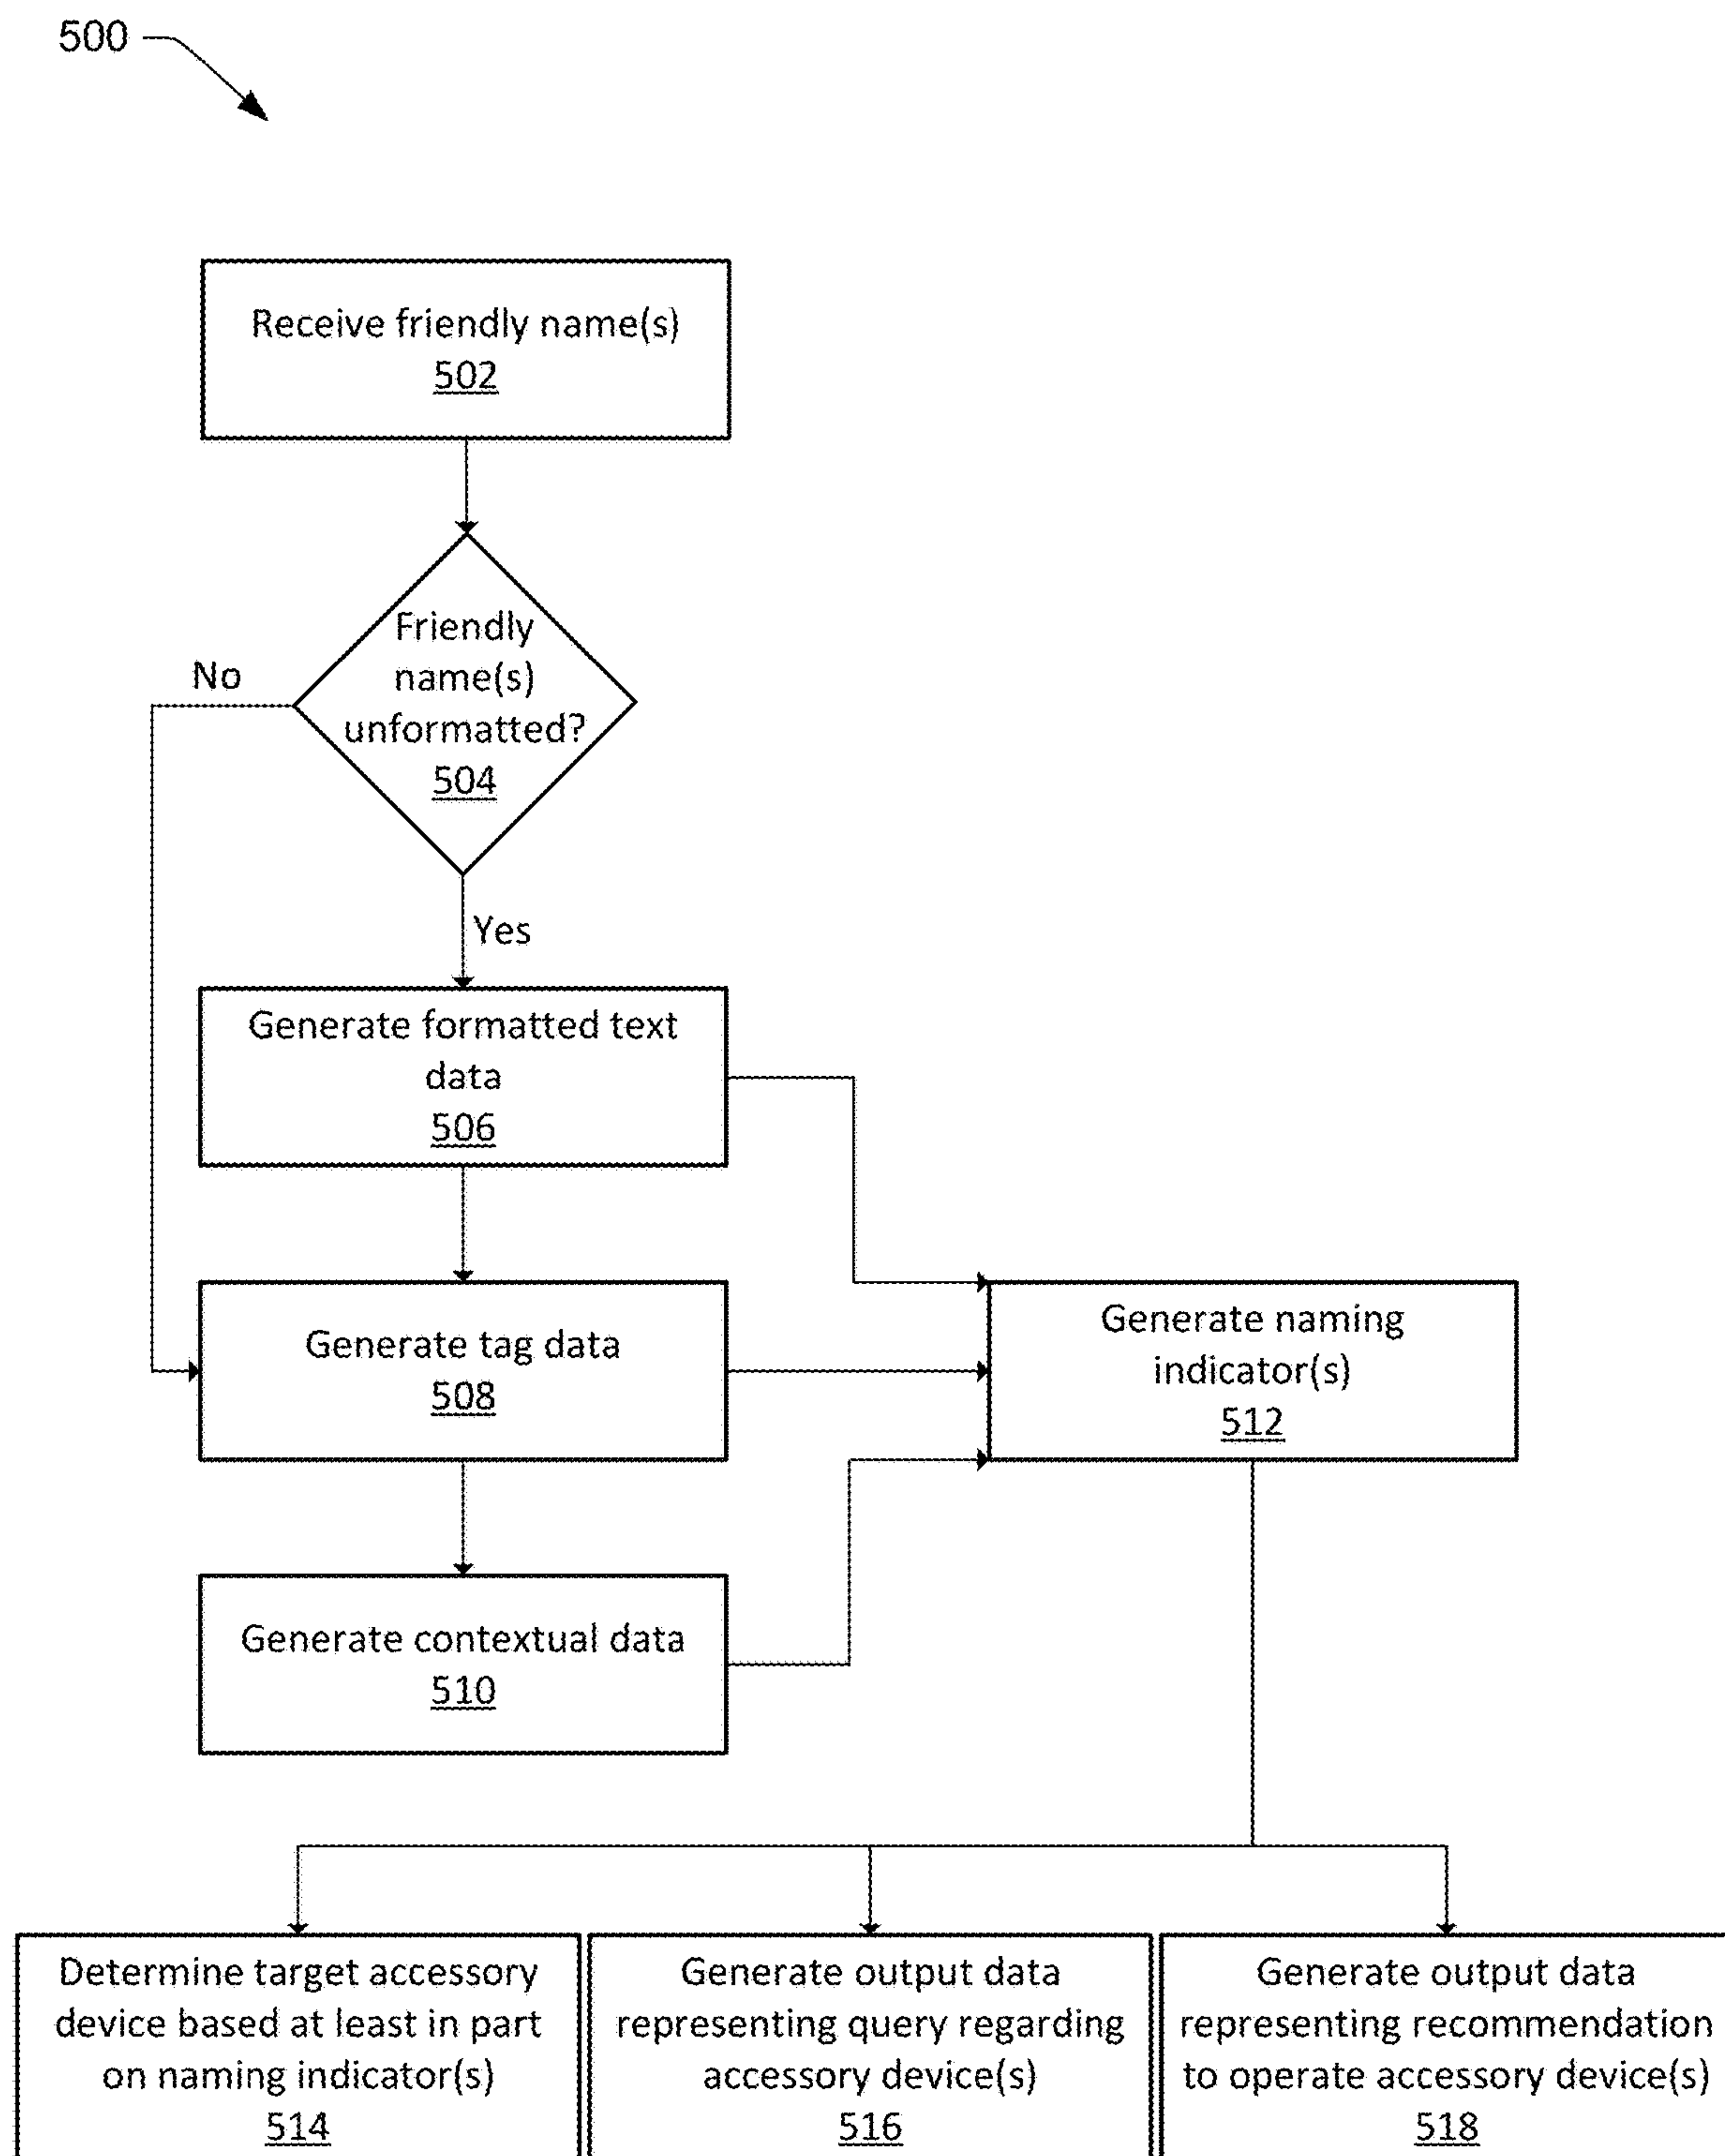 500
Receive friendly name(s)
502
Friendly
name(s)
unformatted?
504
No
Yes
Generate formatted text
data
506
Generate tag data
508
Generate naming
indicator(s)
512
Generate contextual data
510
Determine target accessory
device based at least in part
on naming indicator(s)
514
Generate output data
representing query regarding
accessory device(s)
516
Generate output data
representing recommendation
to operate accessory device(s)
518